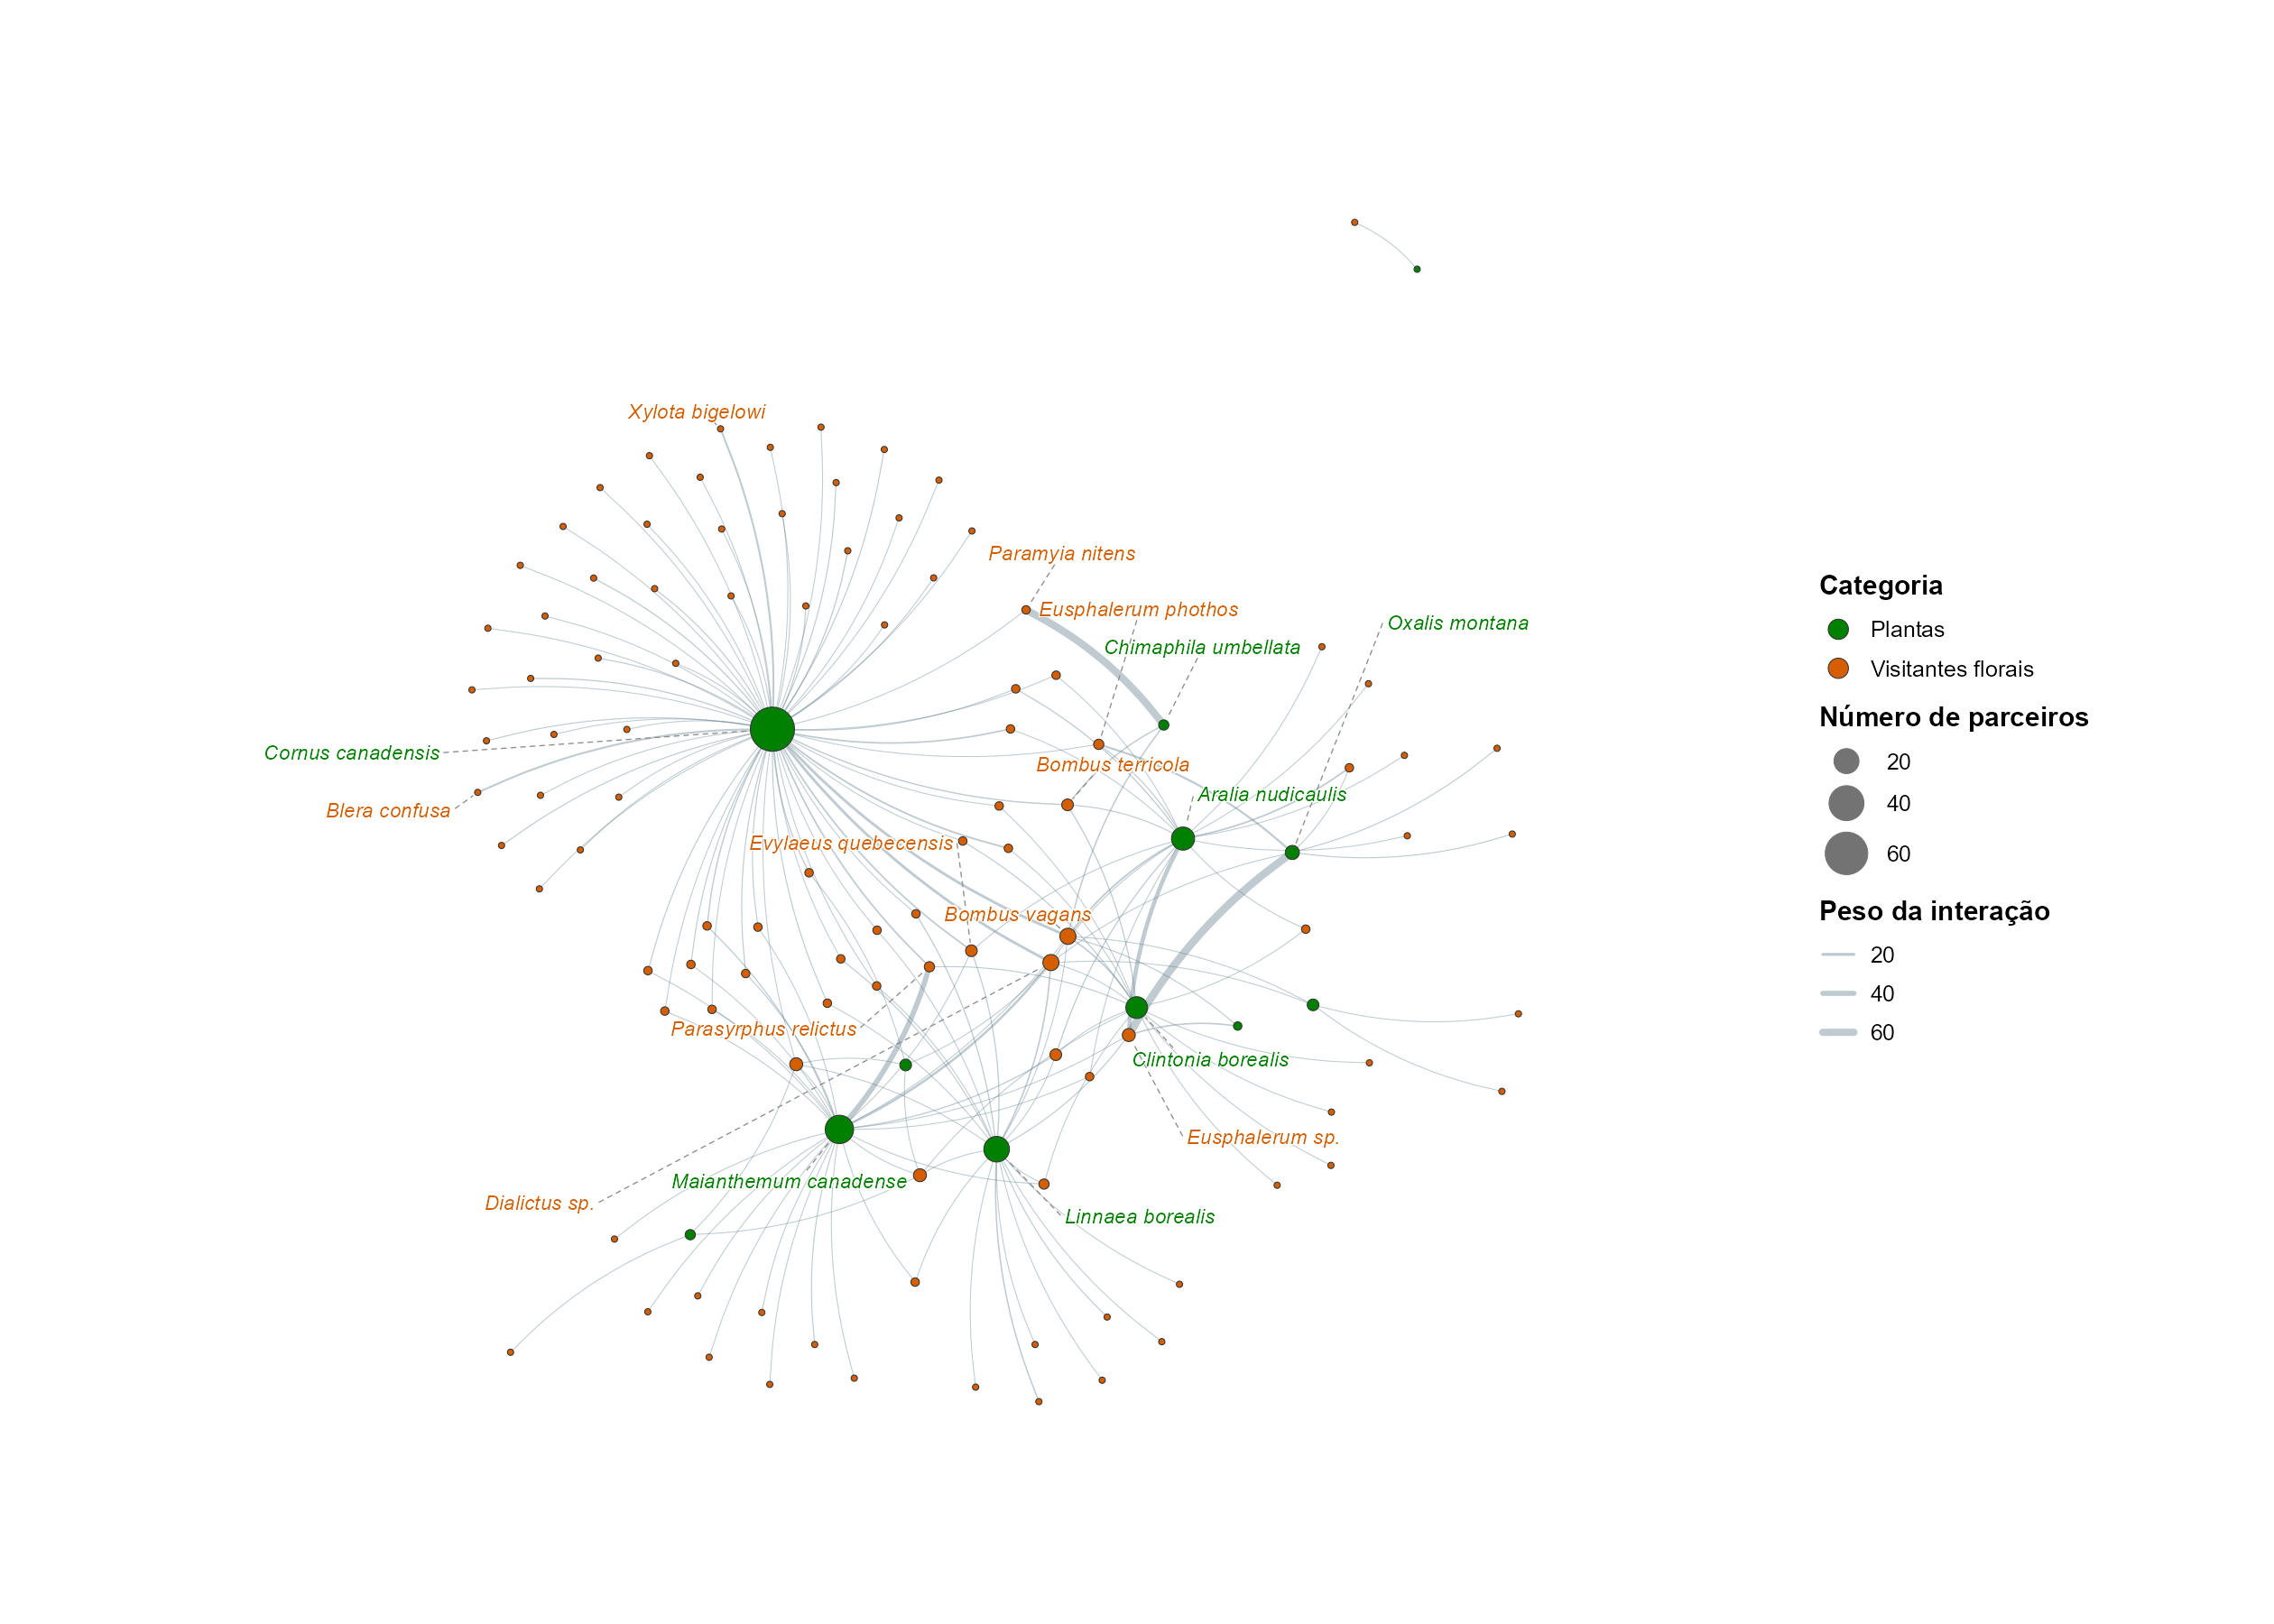 Xylota bigelowi
Paramyia nitens
Eusphalerum phothos
Oxalis montana
Chimaphila umbellata
Cornus canadensis
Bombus terricola
Aralia nudicaulis
Blera confusa
Evylaeus quebecensis
Bombus vagans
Parasyrphus relictus
Clintonia borealis
Eusphalerum sp.
Maianthemum canadense
Dialictus sp.
Linnaea borealis
Categoria
Plantas
Visitantes florais
Número de parceiros
20
40
60
Peso da interação
20
40
60